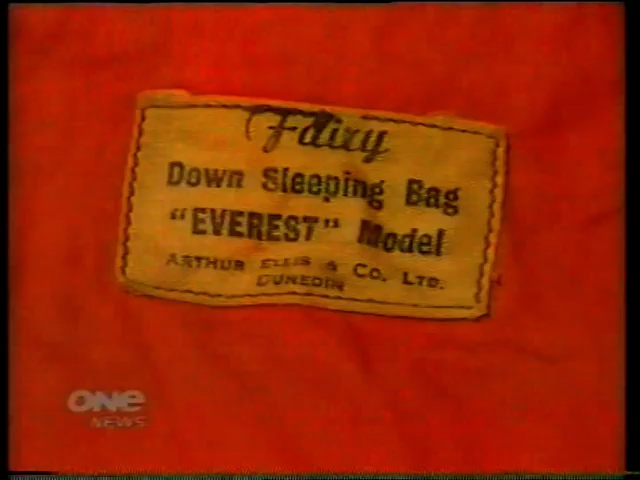 Fairy
Down Sleeping Bag
"EVEREST" Model
ARTHUR ELLIS & CO. LTD.
DUNEDIN
ONE
NEWS